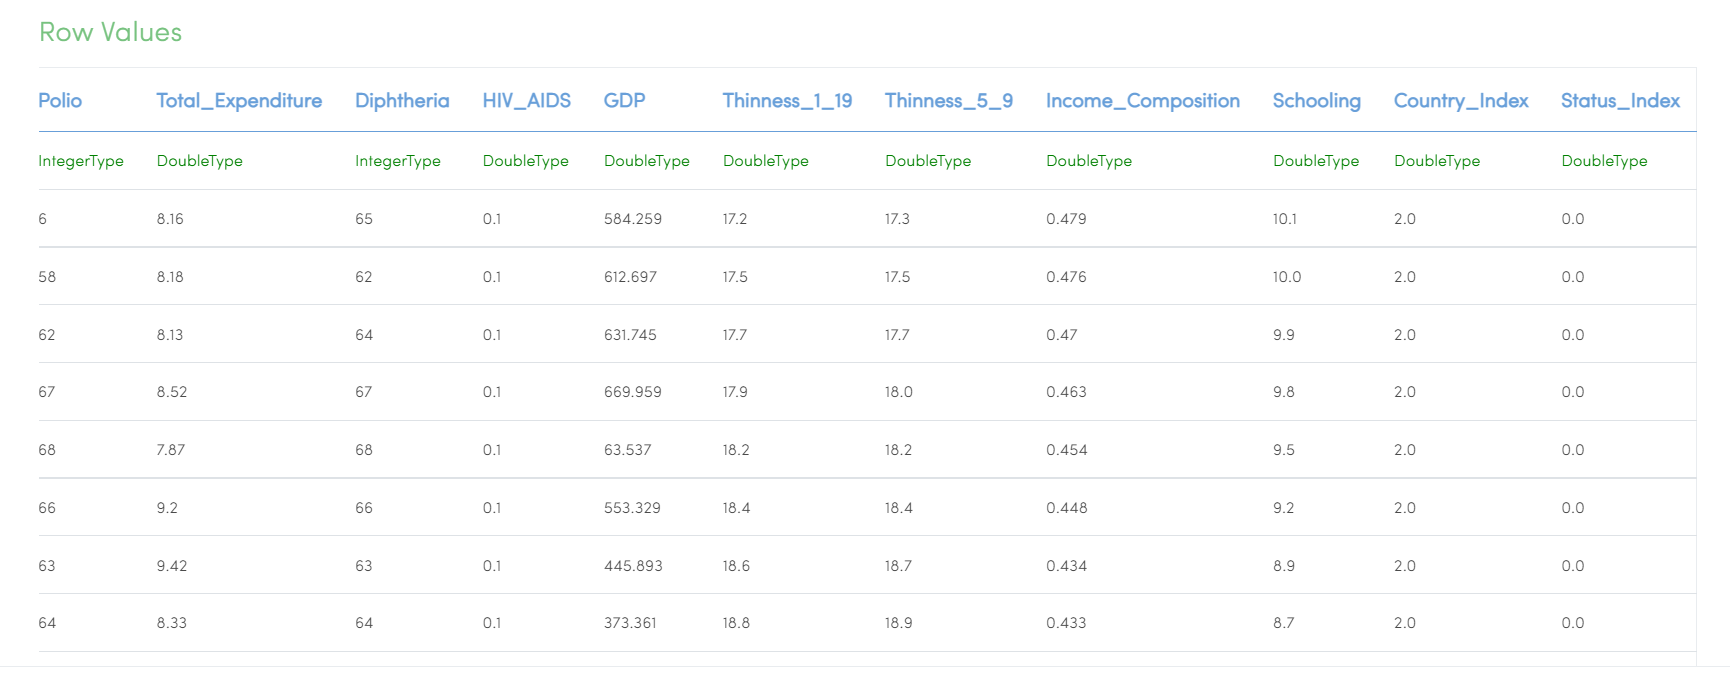 Row Values
Polio Total_Expenditure Diphtheria HIV_AIDS GDP Thinness_1_19 Thinness_5_9 Income_Composition Schooling Country_Index Status_Index
IntegerType DoubleType IntegerType DoubleType DoubleType DoubleType DoubleType DoubleType DoubleType DoubleType DoubleType
6 8.16 65 0.1 584.259 17.2 17.3 0.479 10.1 2.0 0.0
58 8.18 62 0.1 612.697 17.5 17.5 0.476 10.0 2.0 0.0
62 8.13 64 0.1 631.745 17.7 17.7 0.47 9.9 2.0 0.0
67 8.52 67 0.1 669.959 17.9 18.0 0.463 9.8 2.0 0.0
68 7.87 68 0.1 63.537 18.2 18.2 0.454 9.5 2.0 0.0
66 9.2 66 0.1 553.329 18.4 18.4 0.448 9.2 2.0 0.0
63 9.42 63 0.1 445.893 18.6 18.7 0.434 8.9 2.0 0.0
64 8.33 64 0.1 373.361 18.8 18.9 0.433 8.7 2.0 0.0